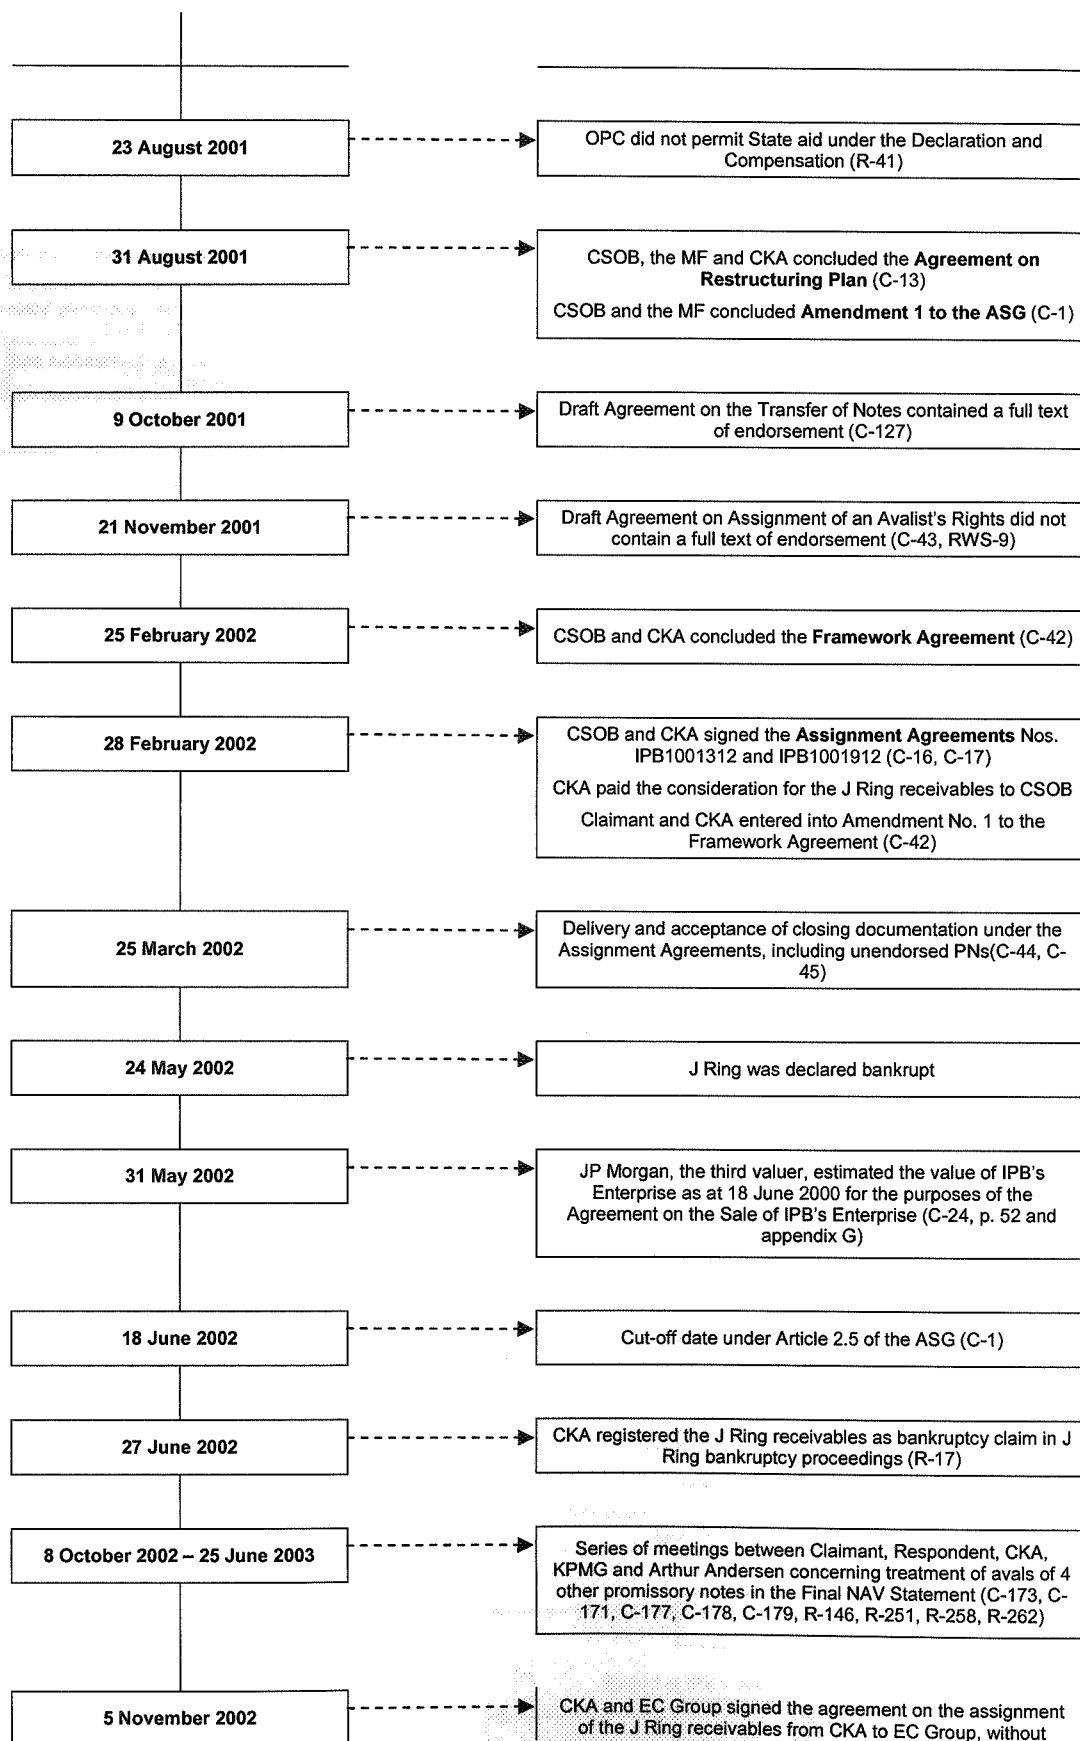 23 August 2001
OPC did not permit State aid under the Declaration and
Compensation (R-41)
31 August 2001
CSOB, the MF and CKA concluded the Agreement on
Restructuring Plan (C-13)
CSOB and the MF concluded Amendment 1 to the ASG (C-1)
9 October 2001
Draft Agreement on the Transfer of Notes contained a full text
of endorsement (C-127)
21 November 2001
Draft Agreement on Assignment of an Avalist's Rights did not
contain a full text of endorsement (C-43, RWS-9)
25 February 2002
CSOB and CKA concluded the Framework Agreement (C-42)
28 February 2002
CSOB and CKA signed the Assignment Agreements Nos.
IPB1001312 and IPB1001912 (C-16, C-17)
CKA paid the consideration for the J Ring receivables to CSOB
Claimant and CKA entered into Amendment No. 1 to the
Framework Agreement (C-42)
25 March 2002
Delivery and acceptance of closing documentation under the
Assignment Agreements, including unendorsed PNs(C-44, C-
45)
24 May 2002
J Ring was declared bankrupt
31 May 2002
JP Morgan, the third valuer, estimated the value of IPB's
Enterprise as at 18 June 2000 for the purposes of the
Agreement on the Sale of IPB's Enterprise (C-24, p. 52 and
appendix G)
18 June 2002
Cut-off date under Article 2.5 of the ASG (C-1)
27 June 2002
CKA registered the J Ring receivables as bankruptcy claim in J
Ring bankruptcy proceedings (R-17)
8 October 2002 – 25 June 2003
Series of meetings between Claimant, Respondent, CKA,
KPMG and Arthur Andersen concerning treatment of avals of 4
other promissory notes in the Final NAV Statement (C-173, C-
171, C-177, C-178, C-179, R-146, R-251, R-258, R-262)
5 November 2002
CKA and EC Group signed the agreement on the assignment
of the J Ring receivables from CKA to EC Group, without